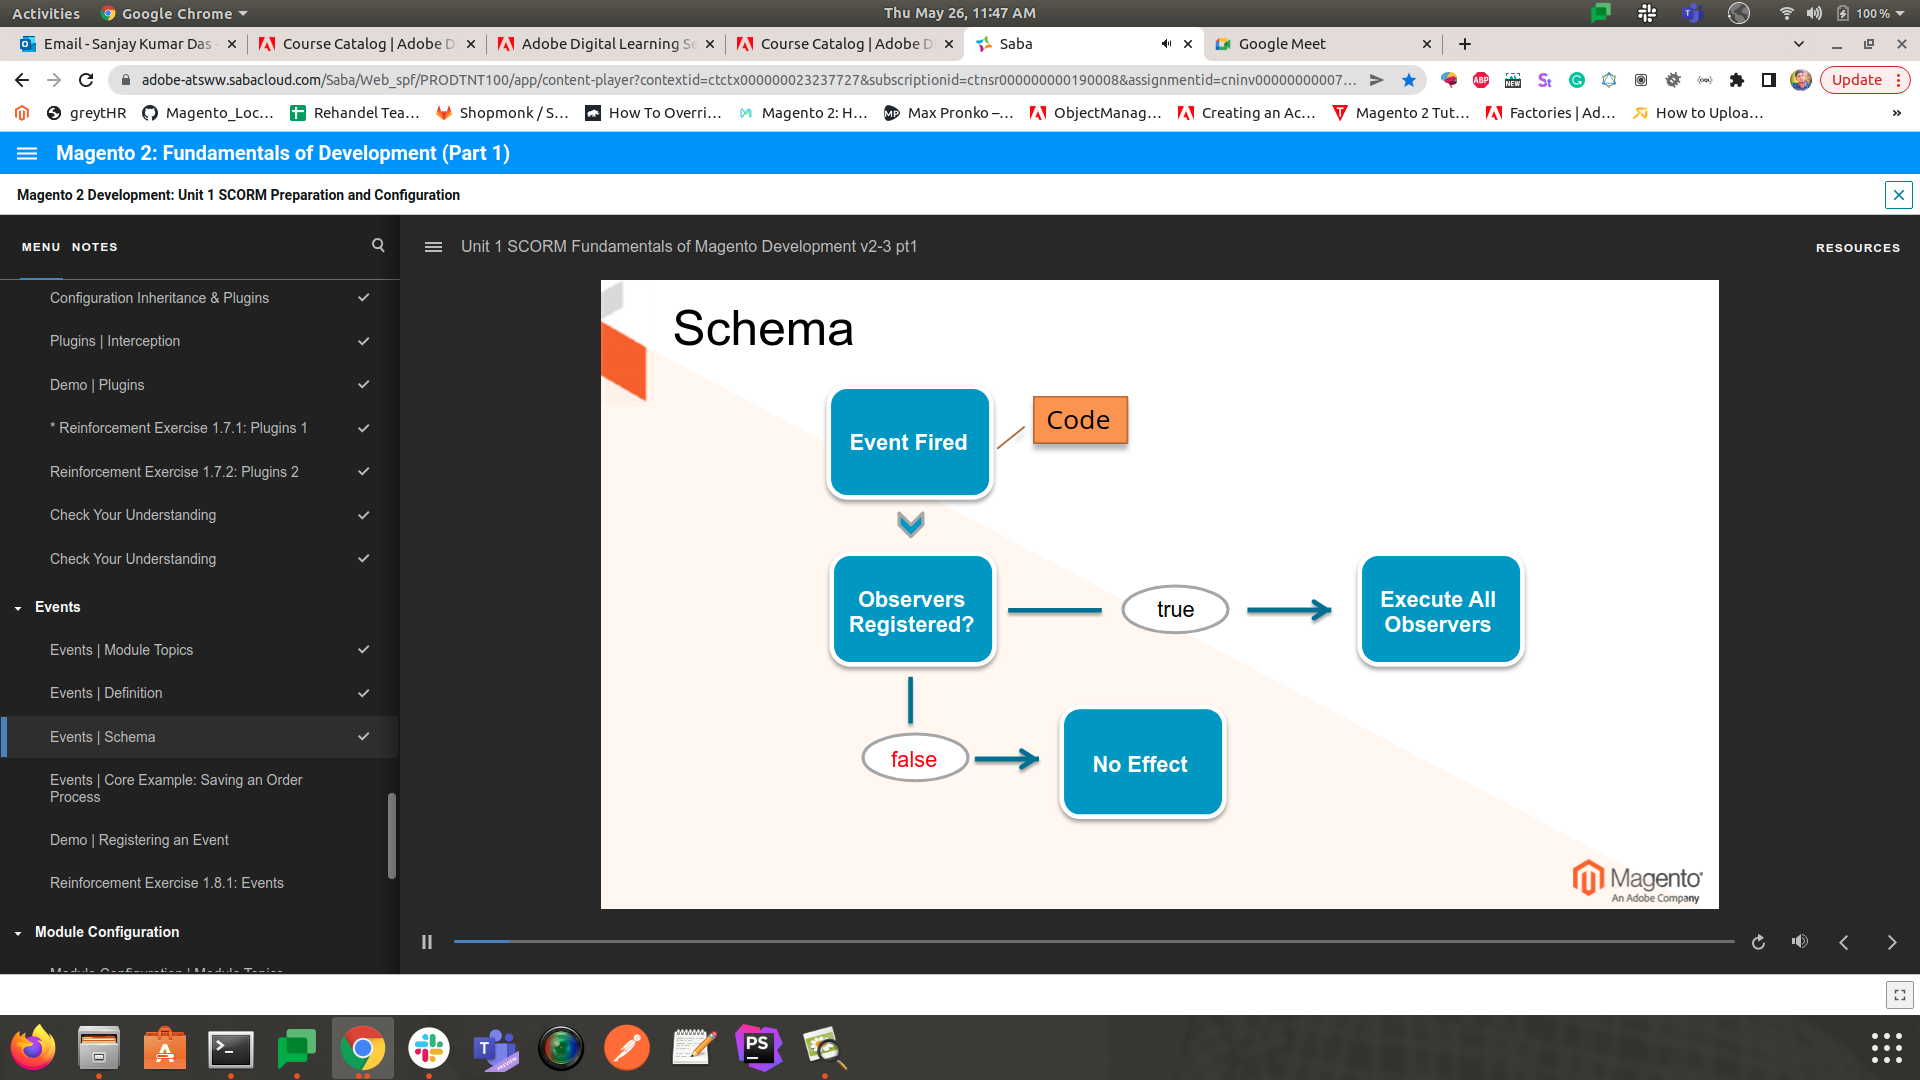 Activities
Google Chrome
Thu May 26, 11:47 AM
100 %
Email - Sanjay Kumar Das -
Course Catalog | Adobe D
Adobe Digital Learning Se
Course Catalog | Adobe D
Saba
Google Meet
adobe-atsww.sabacloud.com/Saba/Web_spf/PRODTNT100/app/content-player?contextid=ctctx000000023237727&subscriptionid=ctnsr000000000190008&assignmentid=cninv00000000007...
Update
greytHR
Magento_Loc...
Rehandel Tea...
Shopmonk / S...
How To Overri...
Magento 2: H...
Max Pronko –...
ObjectManag...
Creating an Ac...
Magento 2 Tut...
Factories | Ad...
How to Uploa...
»
Magento 2: Fundamentals of Development (Part 1)
Magento 2 Development: Unit 1 SCORM Preparation and Configuration
MENU
NOTES
Unit 1 SCORM Fundamentals of Magento Development v2-3 pt1
RESOURCES
Configuration Inheritance & Plugins
Plugins | Interception
Demo | Plugins
* Reinforcement Exercise 1.7.1: Plugins 1
Reinforcement Exercise 1.7.2: Plugins 2
Check Your Understanding
Check Your Understanding
Events
Events | Module Topics
Events | Definition
Events | Schema
Events | Core Example: Saving an Order
Process
Demo | Registering an Event
Reinforcement Exercise 1.8.1: Events
Module Configuration
Module Configuration | Module Topics
Schema
Event Fired
Code
Observers
Registered?
true
Execute All
Observers
false
No Effect
Magento
An Adobe Company